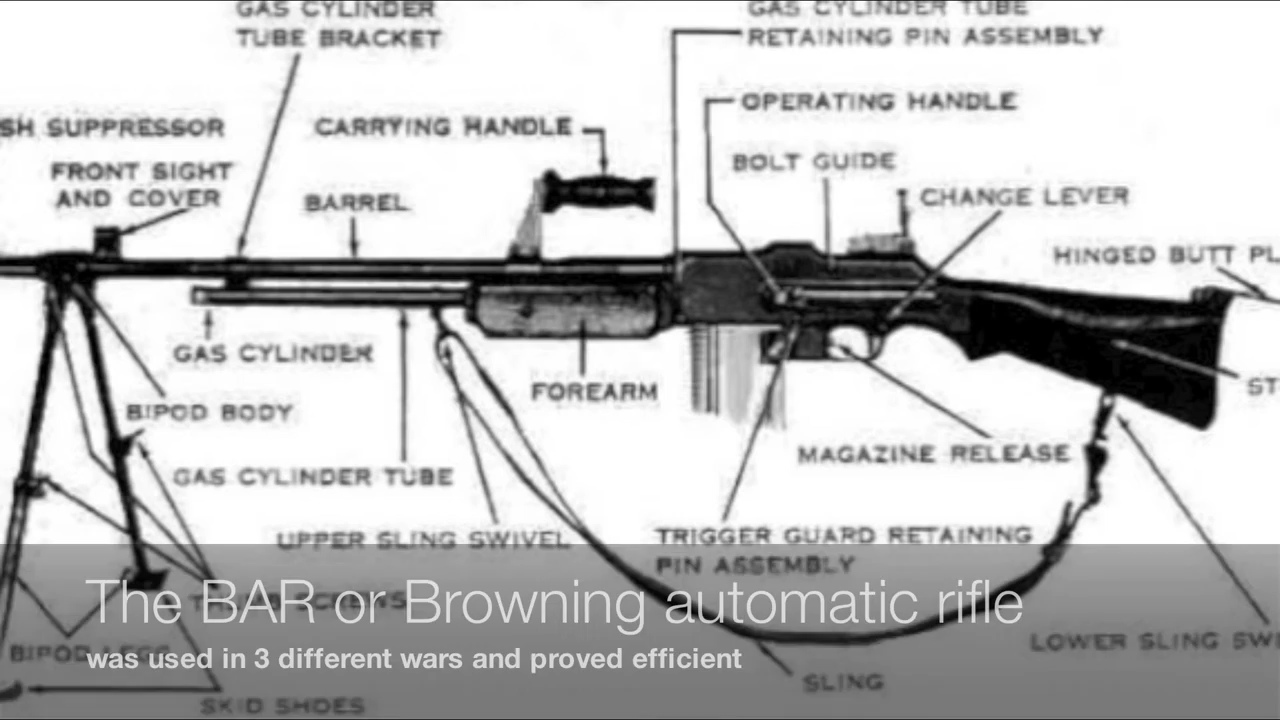 GAS CYLINDER
TUBE BRACKET
GAS CYLINDER TUBE
RETAINING PIN ASSEMBLY
OPERATING HANDLE
SH SUPPRESSOR
CARRYING HANDLE
BOLT GUIDE
FRONT SIGHT
AND COVER
BARREL
CHANGE LEVER
HINGED BUTT PL
GAS CYLINDER
FOREARM
ST
BIPOD BODY
MAGAZINE RELEASE
GAS CYLINDER TUBE
UPPER SLING SWIVEL
TRIGGER GUARD RETAINING
PIN ASSEMBLY
The BAR or Browning automatic rifle
LOWER SLING SWI
BIPOD LEGS
was used in 3 different wars and proved efficient
SLING
SKID SHOES